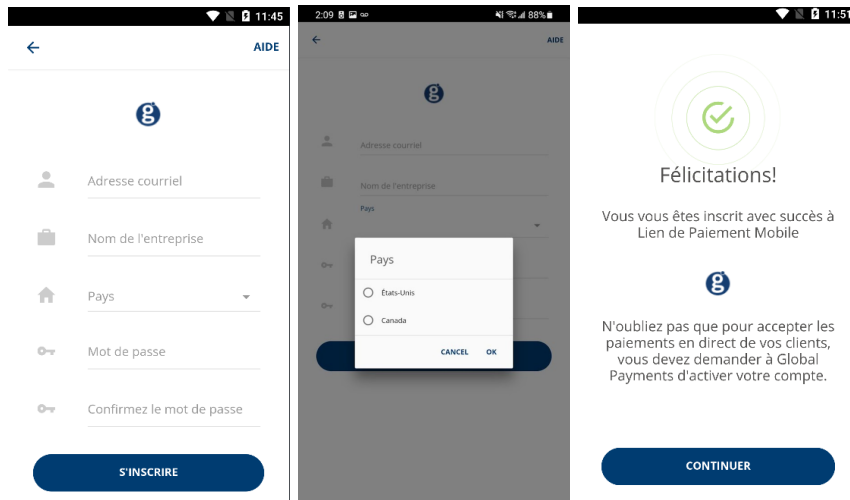 11:45
AIDE
g
Adresse courriel
Nom de l'entreprise
Pays
Mot de passe
Confirmez le mot de passe
S'INSCRIRE
2:09 88%
AIDE
g
Adresse courriel
Nom de l'entreprise
Pays
Pays
États-Unis
Canada
CANCEL OK
11:51
Félicitations!
Vous vous êtes inscrit avec succès à
Lien de Paiement Mobile
g
N'oubliez pas que pour accepter les
paiements en direct de vos clients,
vous devez demander à Global
Payments d'activer votre compte.
CONTINUER